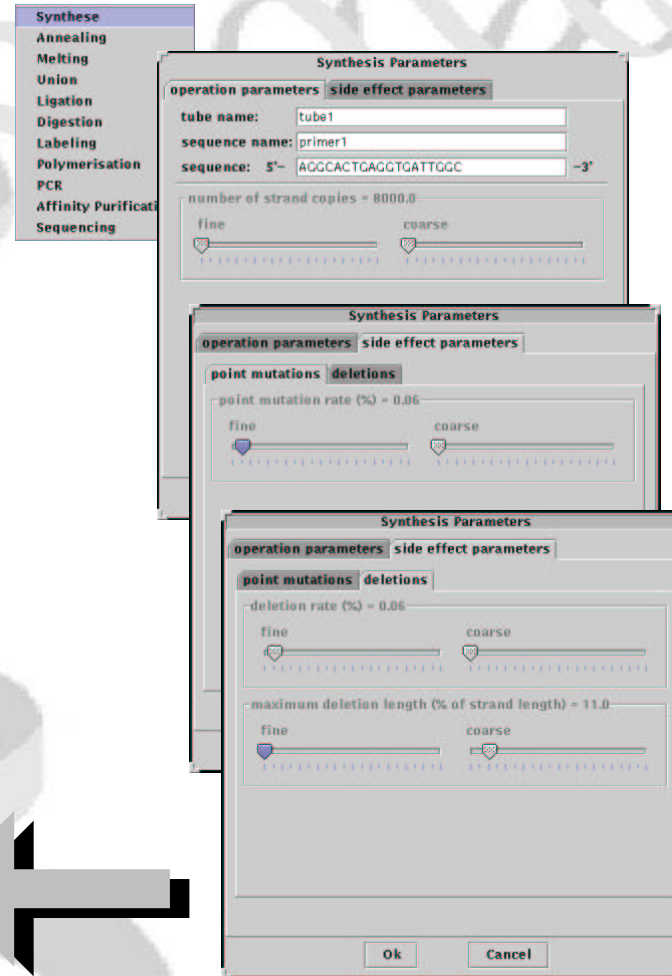 Synthese
Annealing
Melting
Union
Ligation
Digestion
Labeling
Polymerisation
PCR
Affinity Purificati
Sequencing
Synthesis Parameters
operation parameters side effect parameters
tube name: tube1
sequence name: primer1
sequence: 5'- AGGCACTGAGGTGATTGGC -3'
number of strand copies = 8000.0
fine coarse
Synthesis Parameters
operation parameters side effect parameters
point mutations deletions
point mutation rate (%) = 0.06
fine coarse
Synthesis Parameters
operation parameters side effect parameters
point mutations deletions
deletion rate (%) = 0.06
fine coarse
maximum deletion length (% of strand length) = 11.0
fine coarse
Ok Cancel